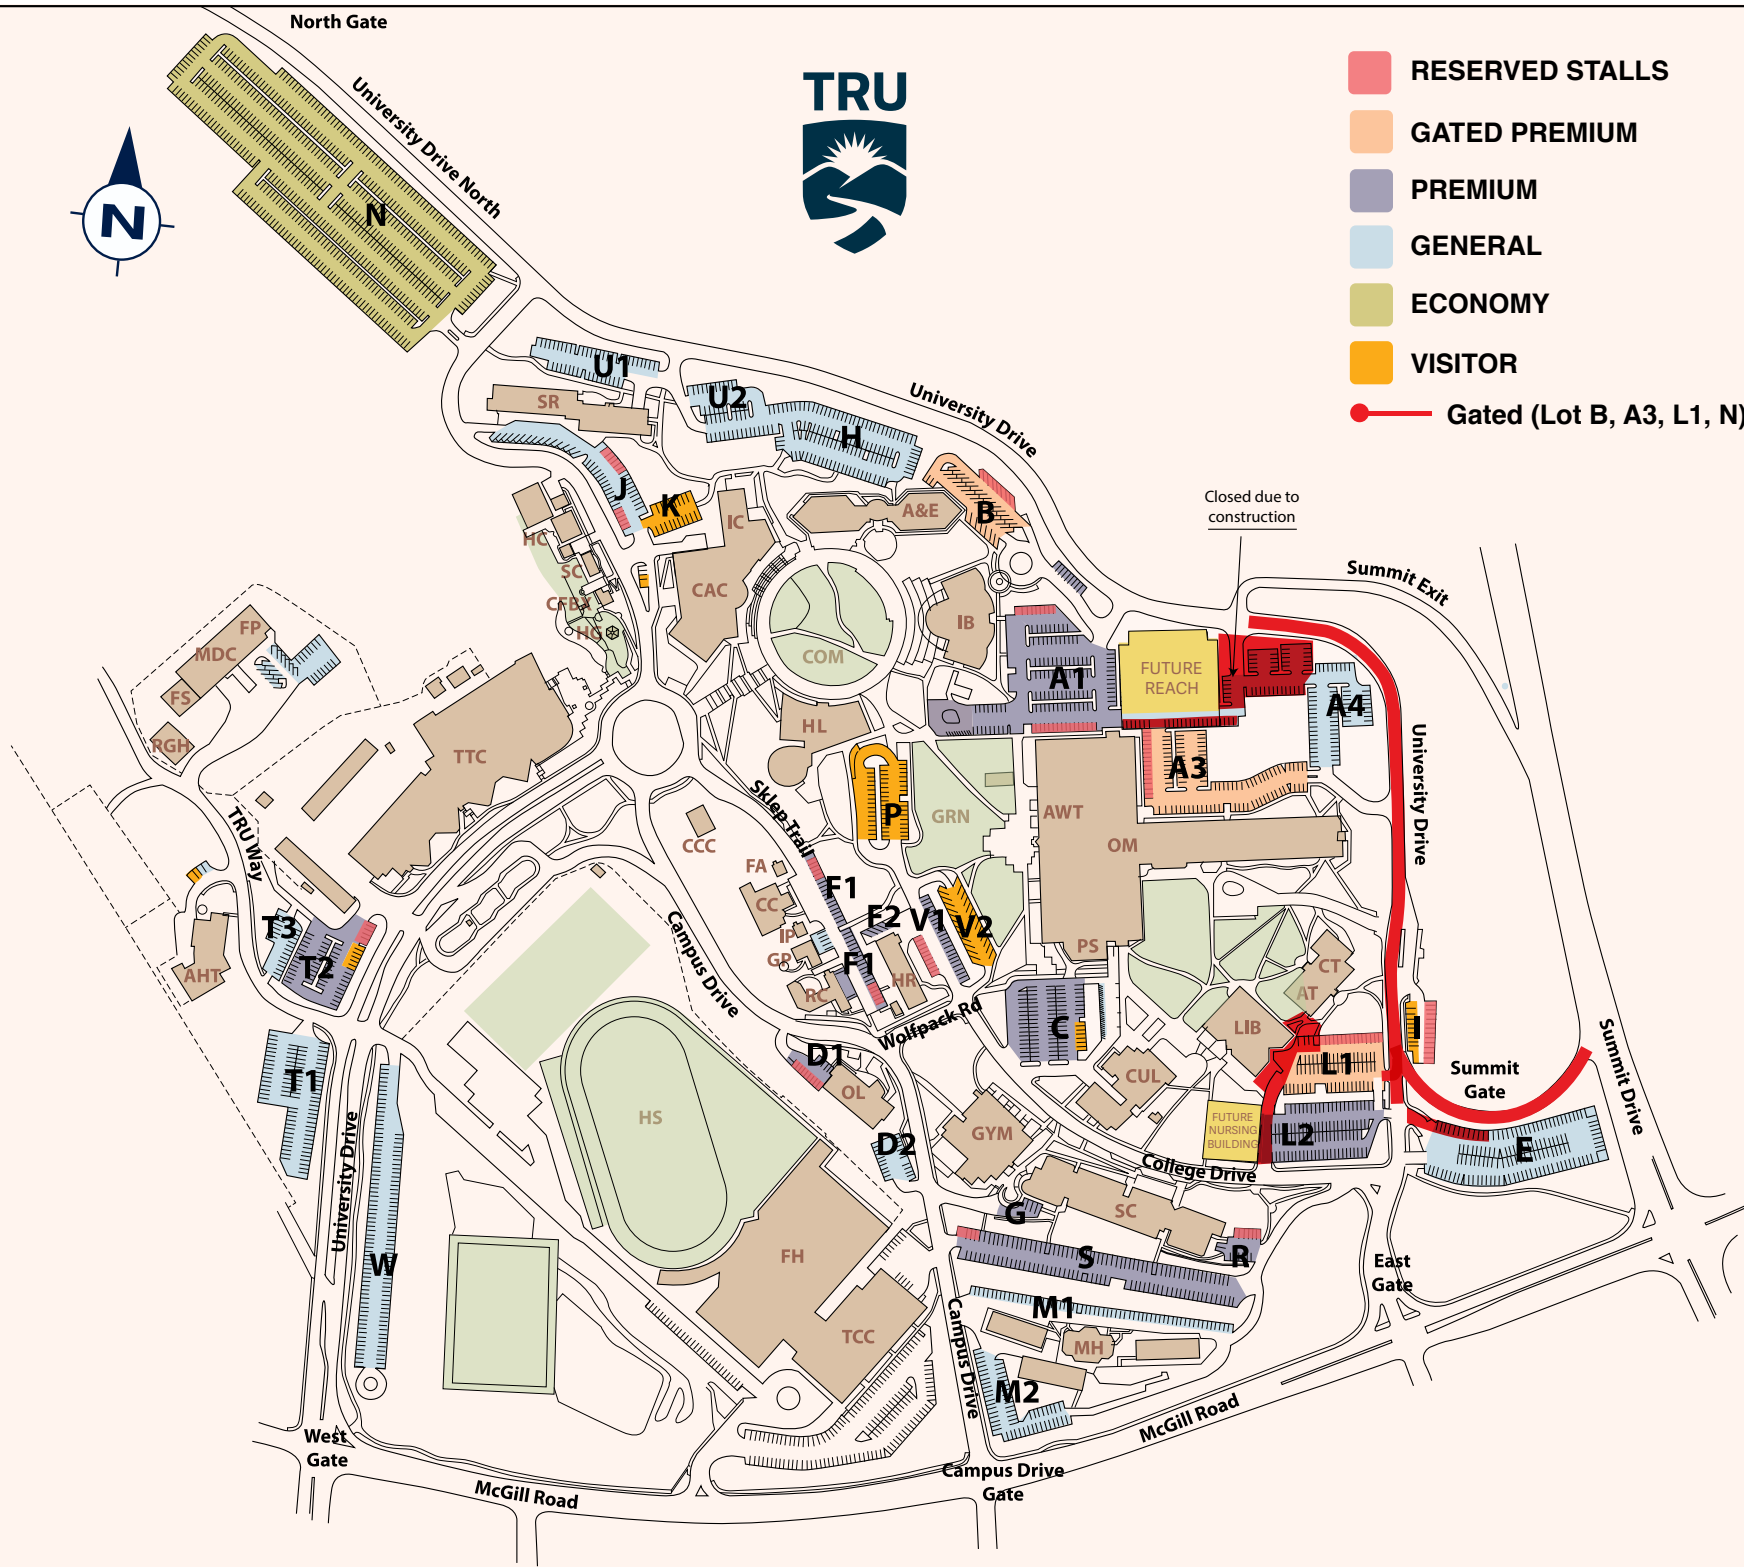 North Gate
University Drive North
TRU
RESERVED STALLS
GATED PREMIUM
PREMIUM
GENERAL
ECONOMY
VISITOR
Gated (Lot B, A3, L1, N)
N
N
U1
SR
U2
H
University Drive
J
K
IC
A&E
B
Closed due to
construction
HC
SC
CFBX
HG
CAC
COM
IB
Summit Exit
FP
MDC
FS
RGH
TTC
HL
A1
FUTURE
REACH
A4
A3
University Drive
TRU Way
Sklep Trail
P
GRN
AWT
OM
CCC
FA
CC
IP
GP
RC
F1
F2
F1
HR
V1
V2
PS
T3
T2
AHT
Campus Drive
Wolfpack Rd
C
CT
AT
LIB
I
L1
Summit
Gate
Summit Drive
T1
D1
OL
HS
D2
GYM
CUL
FUTURE
NURSING
BUILDING
L2
E
College Drive
University Drive
W
G
SC
S
R
East
Gate
FH
TCC
M1
MH
M2
Campus Drive
McGill Road
West
Gate
McGill Road
Campus Drive
Gate